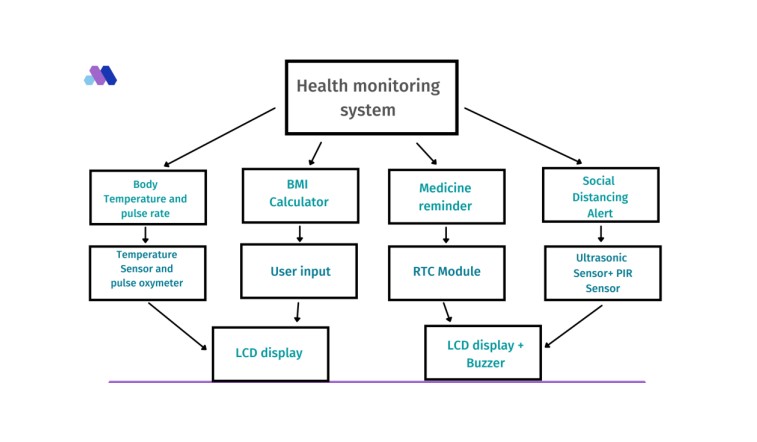 Health monitoring
system
Body
Temperature and
pulse rate
BMI
Calculator
Medicine
reminder
Social
Distancing
Alert
Temperature
Sensor and
pulse oxymeter
User input
RTC Module
Ultrasonic
Sensor+ PIR
Sensor
LCD display
LCD display +
Buzzer